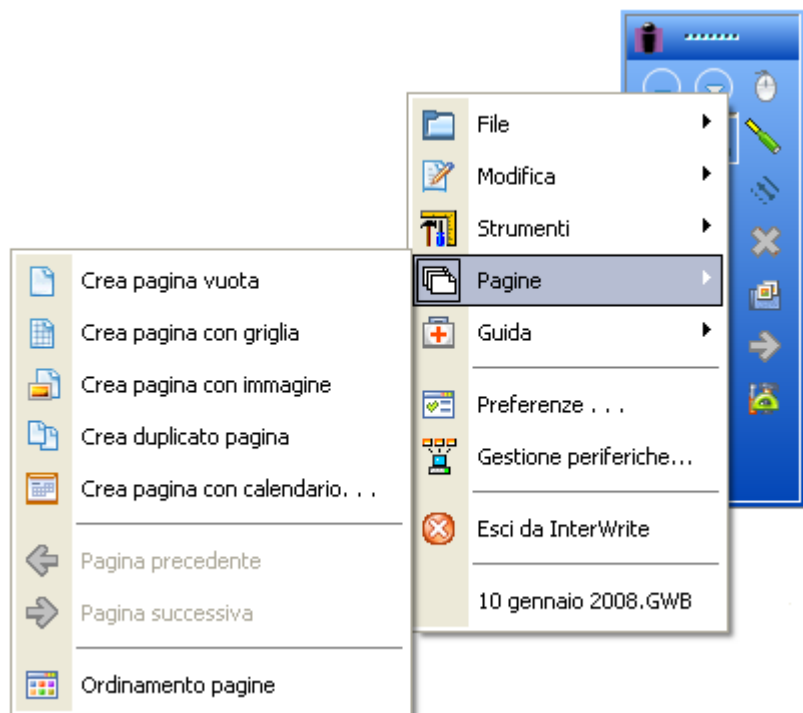 File
Modifica
Strumenti
Pagine
Guida
Preferenze . . .
Gestione periferiche...
Esci da InterWrite
10 gennaio 2008.GWB
Crea pagina vuota
Crea pagina con griglia
Crea pagina con immagine
Crea duplicato pagina
Crea pagina con calendario. . .
Pagina precedente
Pagina successiva
Ordinamento pagine